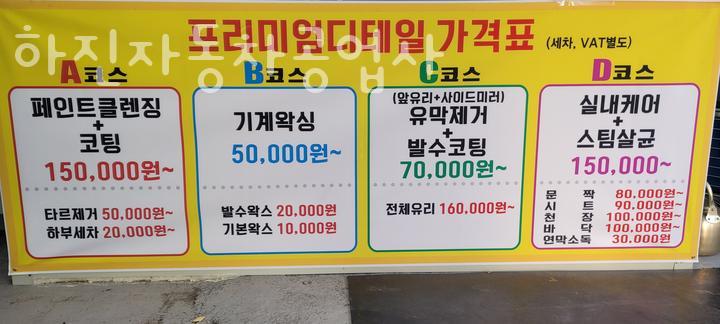 프리미엄디테일 가격표 (세차, VAT별도)
하진자동차공업사
A코스
페인트클렌징
+
코팅
150,000원~
타르제거 50,000원~
하부세차 20,000원~
B코스
기계왁싱
50,000원~
발수왁스 20,000원
기본왁스 10,000원
C코스
(앞유리+사이드미러)
유막제거
+
발수코팅
70,000원~
전체유리 160,000원~
D코스
실내케어
+
스팀살균
150,000~
문 짝 80,000원~
시 트 90,000원~
천 장 100,000원~
바 닥 100,000원~
연막소독 30,000원